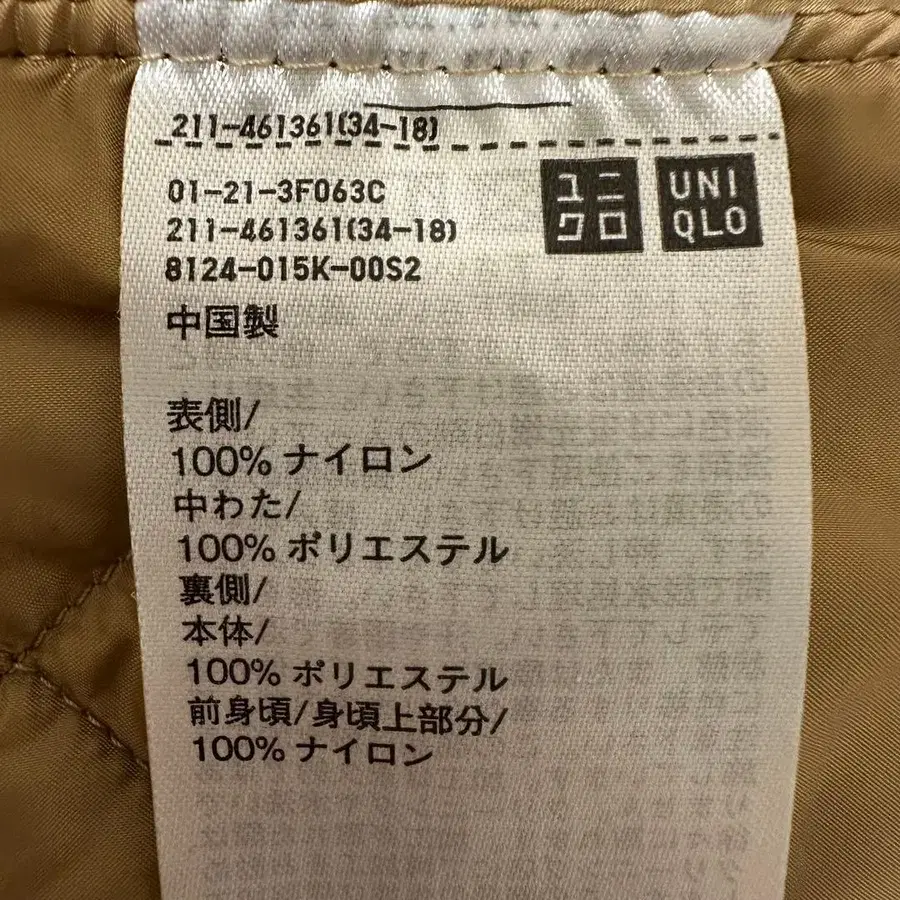 211-461361(34-18)
ユニ
クロ
UNI
QLO
01-21-3F063C
211-461361(34-18)
8124-015K-00S2
中国製
表側/
100% ナイロン
中わた/
100% ポリエステル
裏側/
本体/
100% ポリエステル
前身頃/身頃上部分/
100% ナイロン